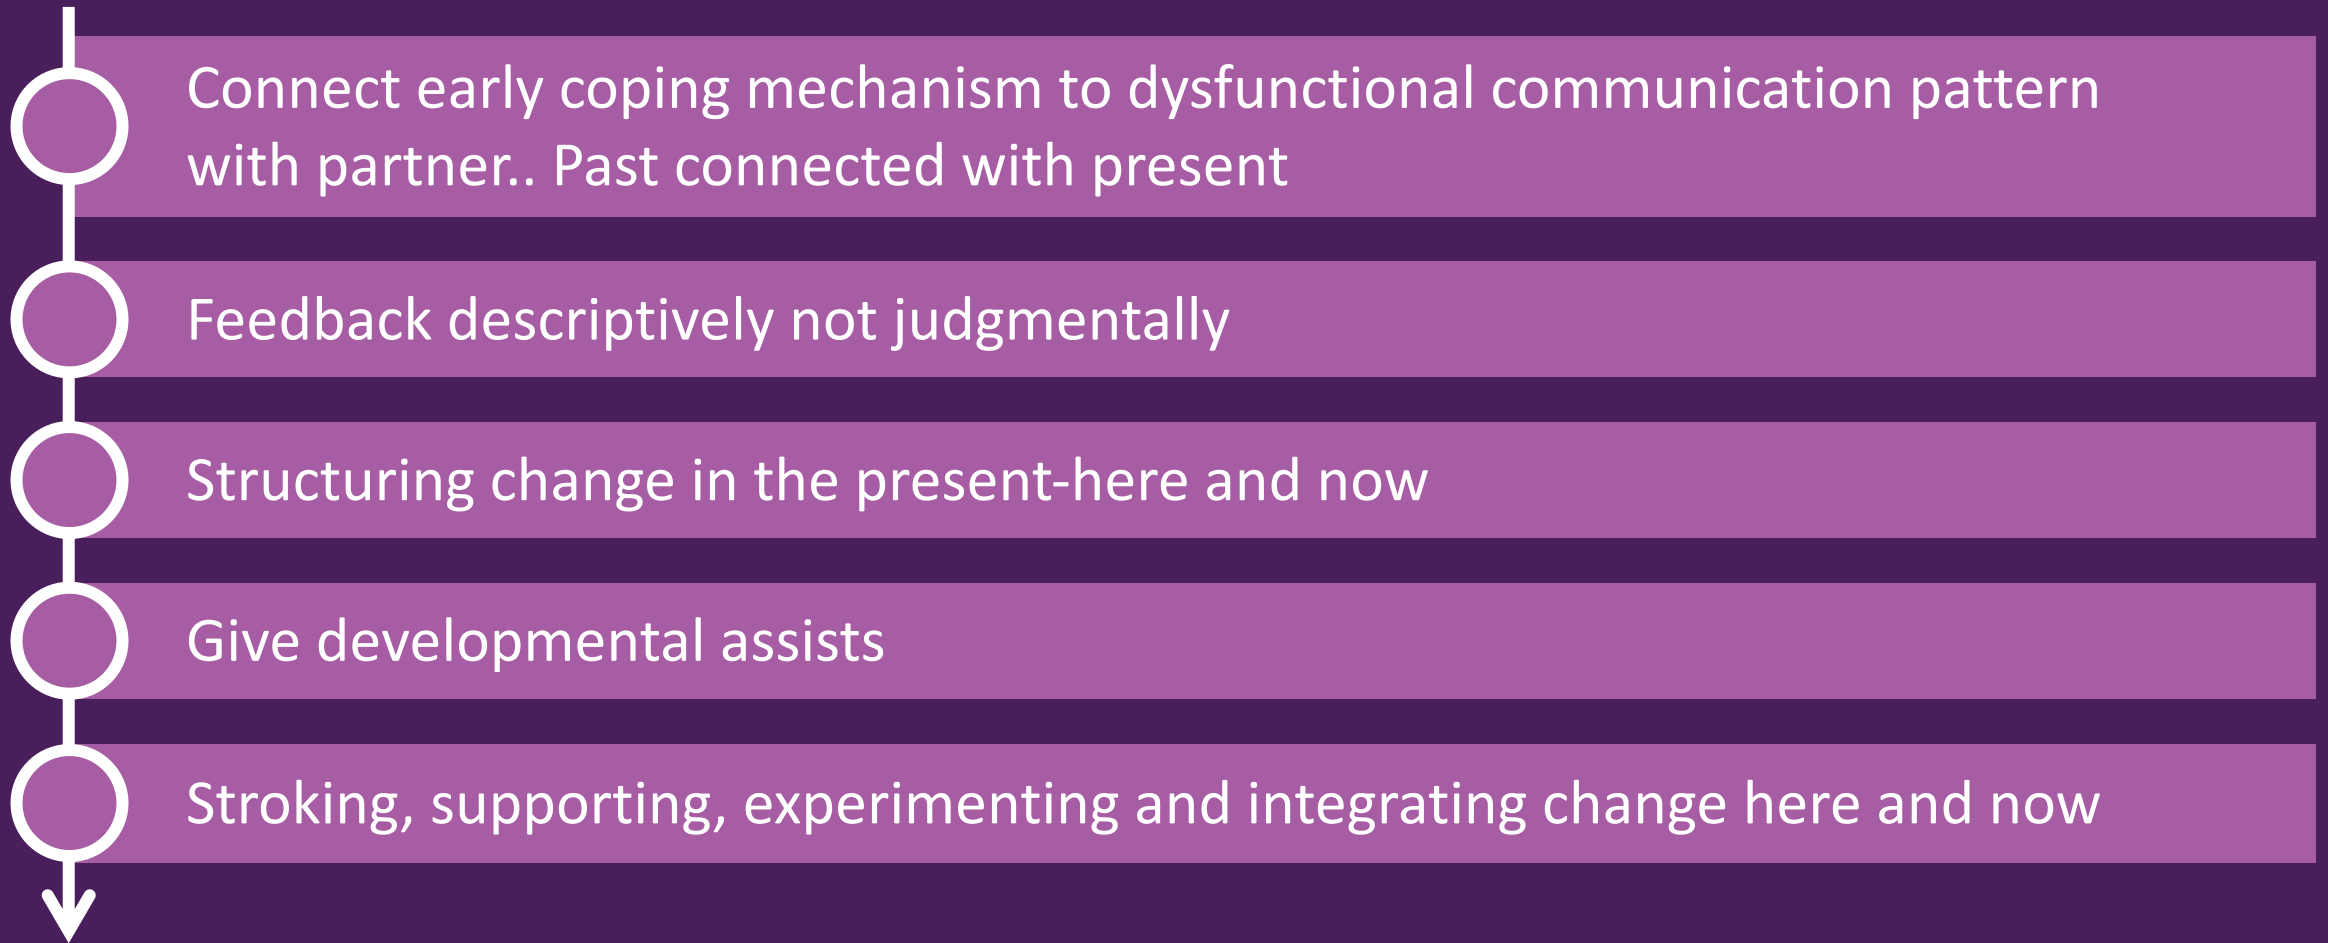 Connect early coping mechanism to dysfunctional communication pattern
with partner.. Past connected with present
Feedback descriptively not judgmentally
Structuring change in the present-here and now
Give developmental assists
Stroking, supporting, experimenting and integrating change here and now